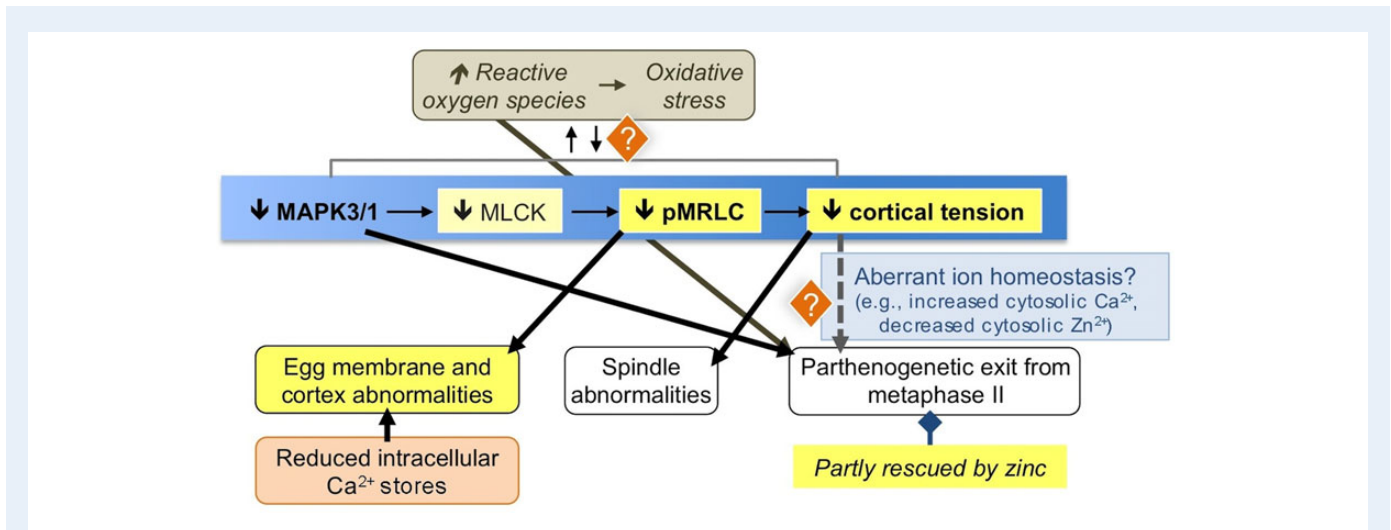 ↑ Reactive oxygen species → Oxidative stress
↑ ↓ ?
↓ MAPK3/1 → ↓ MLCK → ↓ pMRLC → ↓ cortical tension
Aberrant ion homeostasis?
(e.g., increased cytosolic Ca²⁺,
decreased cytosolic Zn²⁺)
?
Egg membrane and
cortex abnormalities
Spindle
abnormalities
Parthenogenetic exit from
metaphase II
Reduced intracellular
Ca²⁺ stores
Partly rescued by zinc